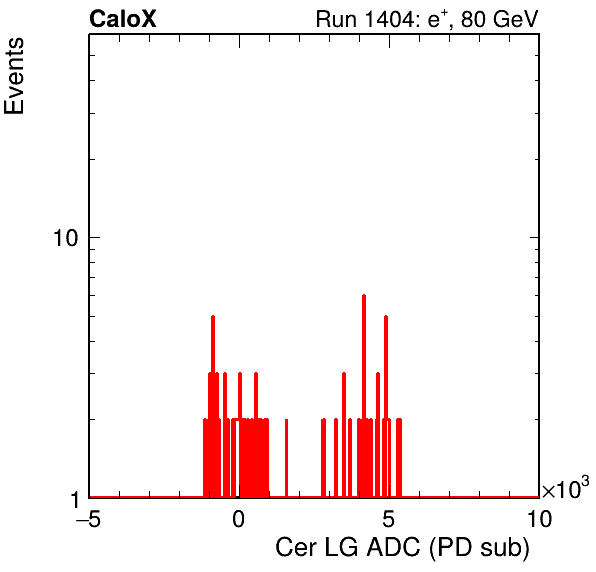 CaloX Run 1404: e⁺, 80 GeV
Events
10
1
−5 0 5 10
×10³
Cer LG ADC (PD sub)